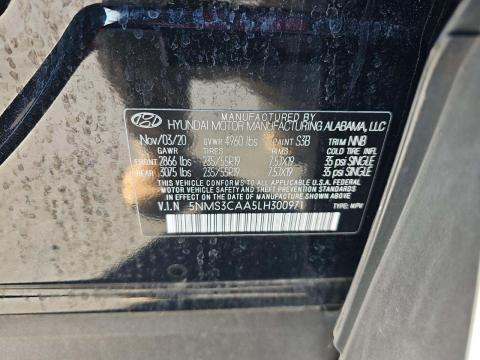 MANUFACTURED BY
HYUNDAI MOTOR MANUFACTURING ALABAMA, LLC
Nov/03/20 GVWR 4960 lbs PAINT S3B TRIM NNB
GAWR TIRES RIMS COLD TIRE INFL
FRONT 2866 lbs 235/55R19 7.5JX19 35 psi SINGLE
REAR 3075 lbs 235/55R19 7.5JX19 35 psi SINGLE
THIS VEHICLE CONFORMS TO ALL APPLICABLE U.S.A. FEDERAL
MOTOR VEHICLE SAFETY AND THEFT PREVENTION STANDARDS
IN EFFECT ON THE DATE OF MANUFACTURE SHOWN ABOVE.
V.I.N 5NMS3CAA5LH300971
TYPE: MPV